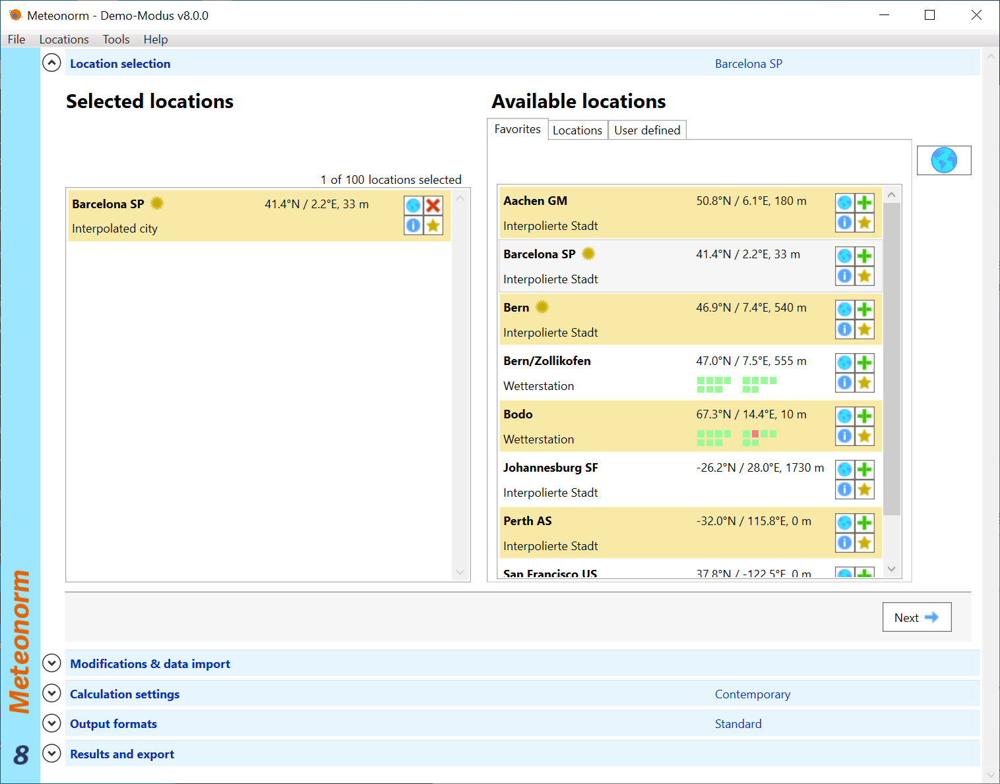 Meteonorm - Demo-Modus v8.0.0
File Locations Tools Help
Location selection Barcelona SP
Selected locations
1 of 100 locations selected
Barcelona SP 41.4°N / 2.2°E, 33 m
Interpolated city
Available locations
Favorites Locations User defined
Aachen GM 50.8°N / 6.1°E, 180 m
Interpolierte Stadt
Barcelona SP 41.4°N / 2.2°E, 33 m
Interpolierte Stadt
Bern 46.9°N / 7.4°E, 540 m
Interpolierte Stadt
Bern/Zollikofen 47.0°N / 7.5°E, 555 m
Wetterstation
Bodo 67.3°N / 14.4°E, 10 m
Wetterstation
Johannesburg SF -26.2°N / 28.0°E, 1730 m
Interpolierte Stadt
Perth AS -32.0°N / 115.8°E, 0 m
Interpolierte Stadt
San Francisco US 37.8°N / -122.5°E, 0 m
Next
Modifications & data import
Calculation settings Contemporary
Output formats Standard
Results and export
Meteonorm
8